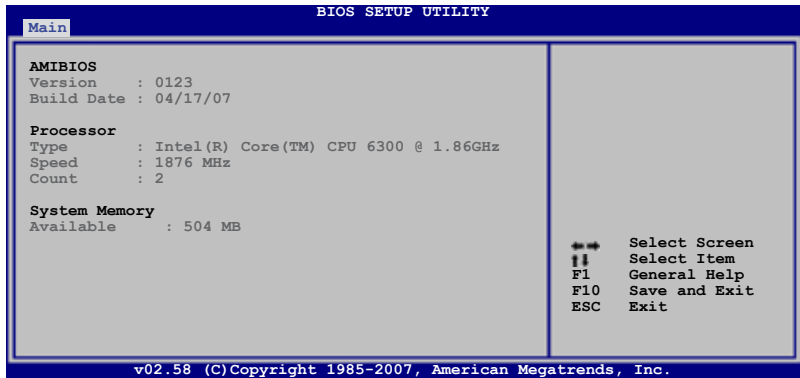 BIOS SETUP UTILITY
Main
AMIBIOS
Version : 0123
Build Date : 04/17/07
Processor
Type : Intel(R) Core(TM) CPU 6300 @ 1.86GHz
Speed : 1876 MHz
Count : 2
System Memory
Available : 504 MB
←→ Select Screen
↑↓ Select Item
F1 General Help
F10 Save and Exit
ESC Exit
v02.58 (C)Copyright 1985-2007, American Megatrends, Inc.